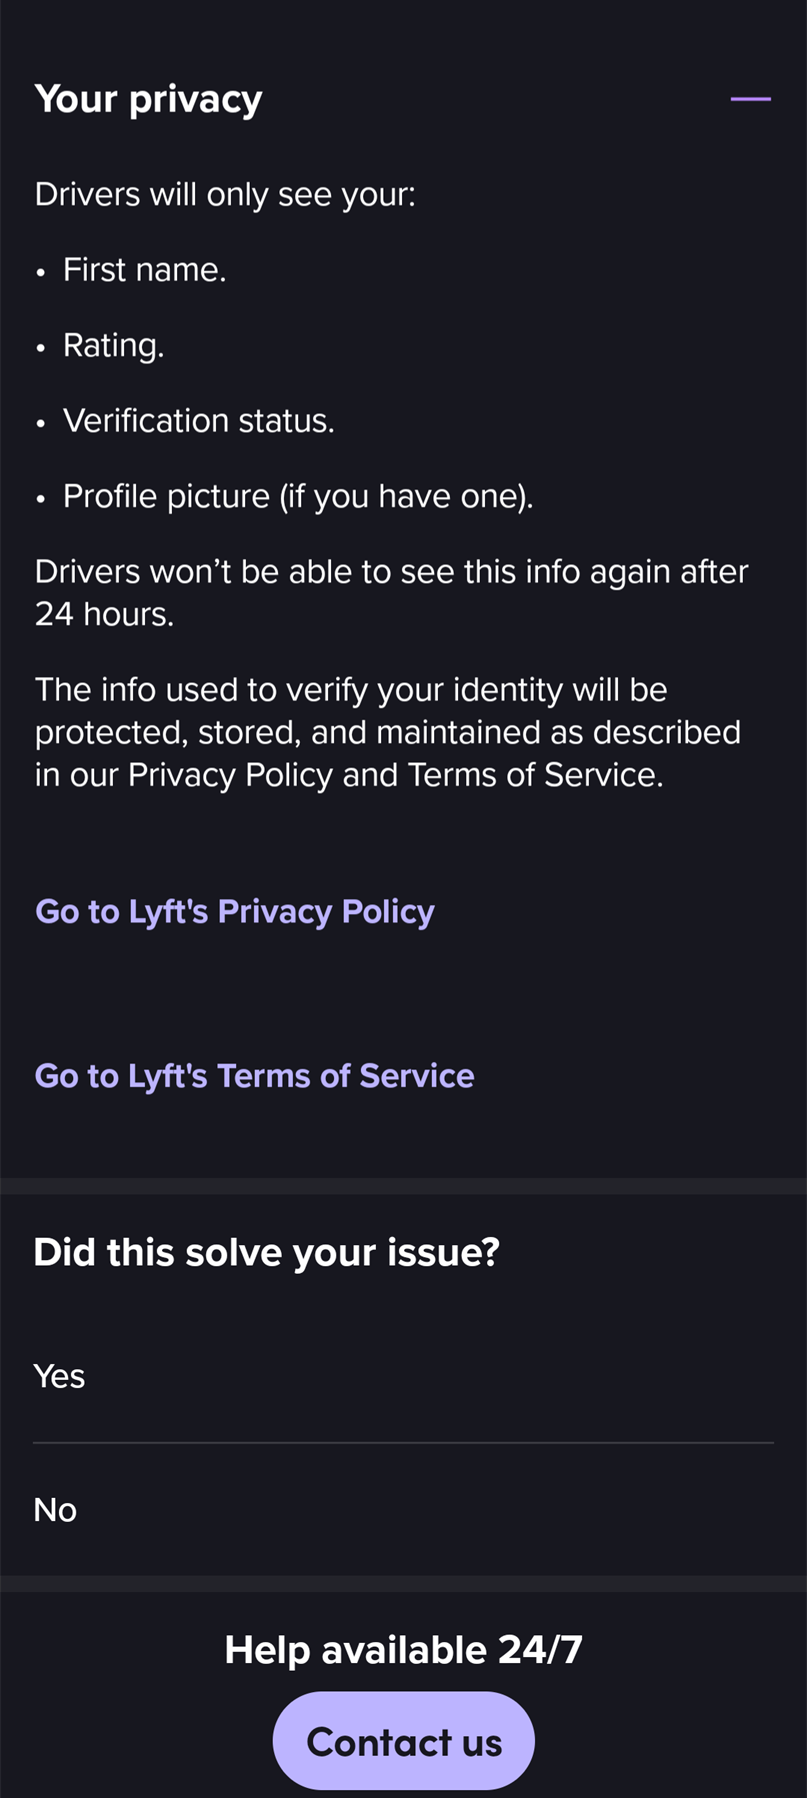 Your privacy
Drivers will only see your:
• First name.
• Rating.
• Verification status.
• Profile picture (if you have one).
Drivers won’t be able to see this info again after
24 hours.
The info used to verify your identity will be
protected, stored, and maintained as described
in our Privacy Policy and Terms of Service.
Go to Lyft's Privacy Policy
Go to Lyft's Terms of Service
Did this solve your issue?
Yes
No
Help available 24/7
Contact us